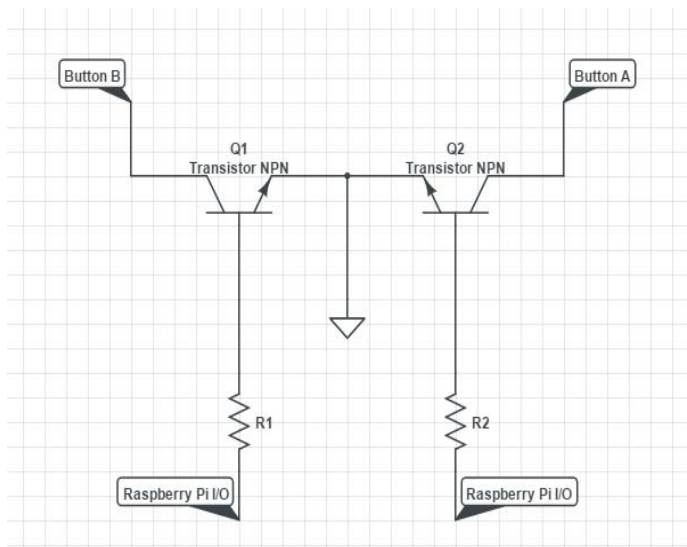 Button B
Button A
Q1
Transistor NPN
Q2
Transistor NPN
R1
R2
Raspberry Pi I/O
Raspberry Pi I/O